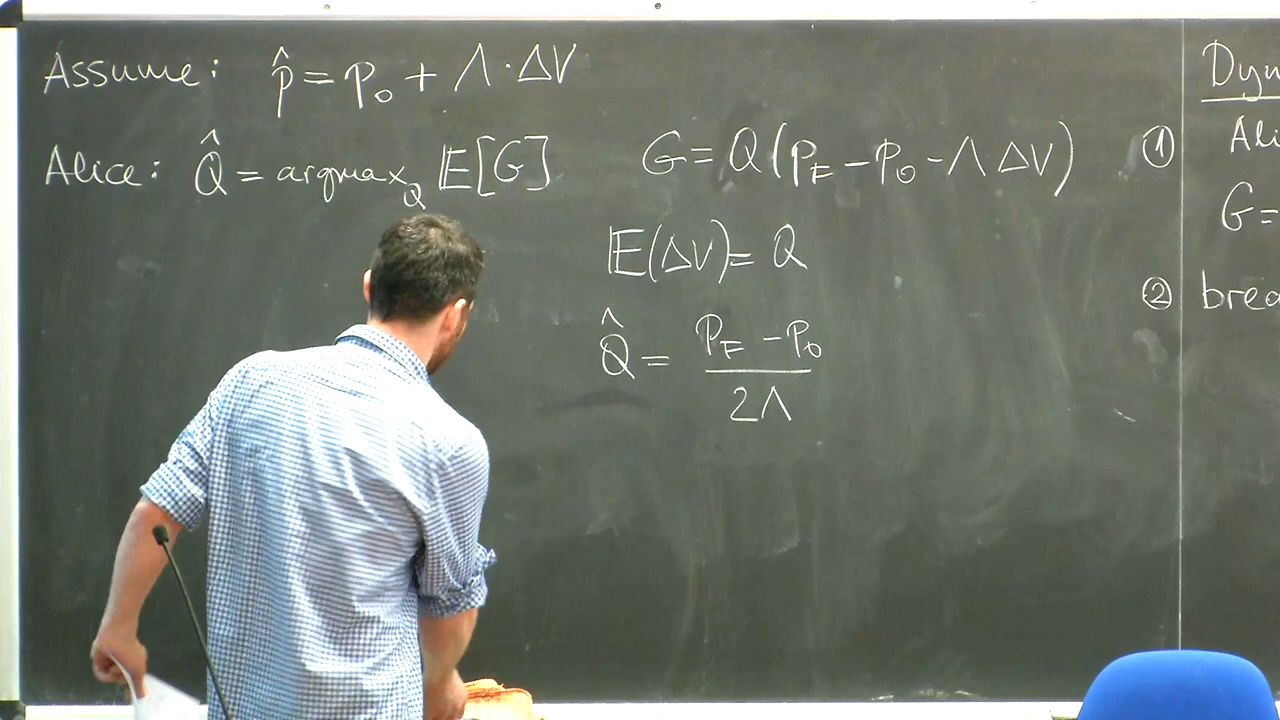 Assume: p̂ = p₀ + Λ·ΔV
Alice: Q̂ = argmax_Q 𝔼[G] G = Q(p_F − p₀ − Λ ΔV)
𝔼(ΔV) = Q
Q̂ = (p_F − p₀) / 2Λ
Dyn
① Ali
G =
② brea